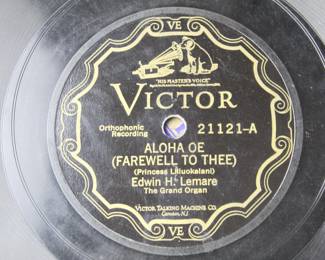 VE
"HIS MASTER'S VOICE"
VICTOR
Orthophonic
Recording
21121-A
ALOHA OE
(FAREWELL TO THEE)
(Princess Liliuokalani)
Edwin H. Lemare
The Grand Organ
VICTOR TALKING MACHINE CO.
Camden, N.J.
VE